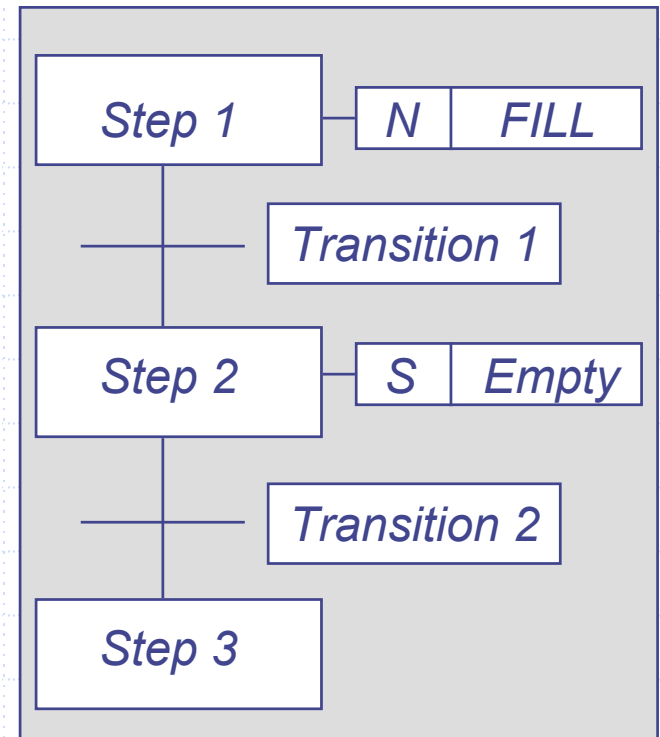 Step 1
N FILL
Transition 1
Step 2
S Empty
Transition 2
Step 3